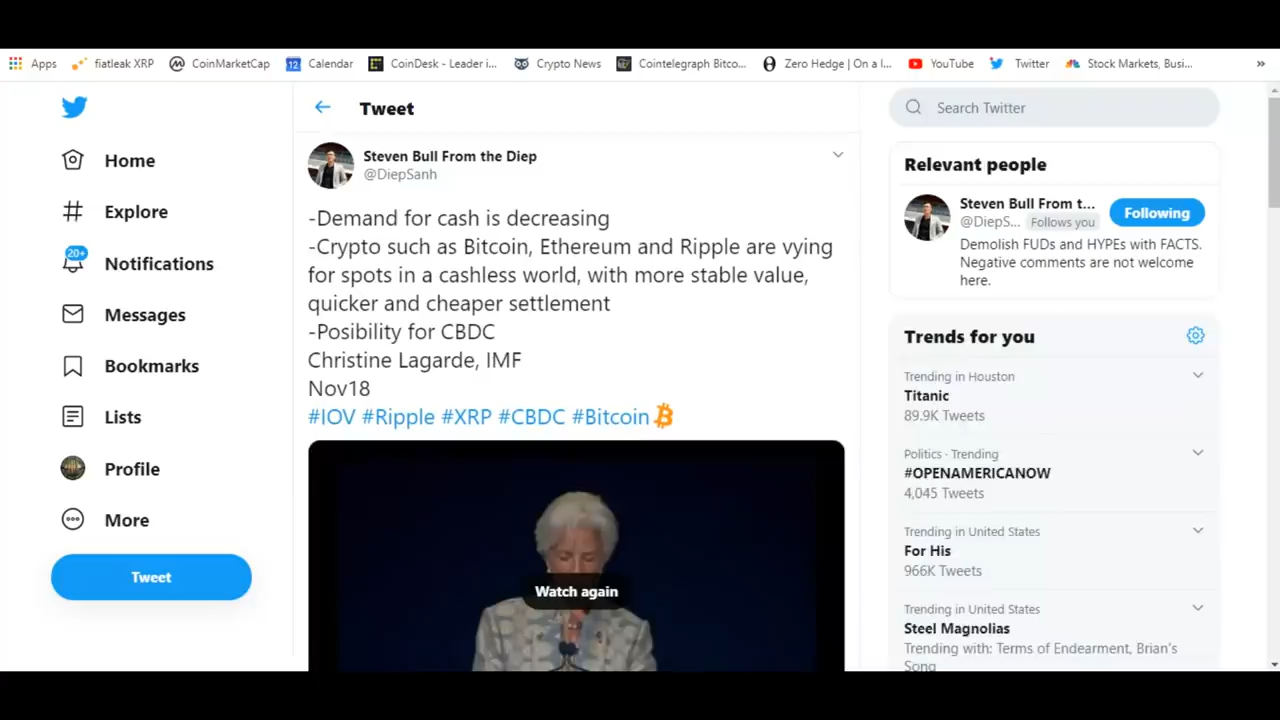 Apps fiatleak XRP CoinMarketCap 12 Calendar CoinDesk - Leader i... Crypto News Cointelegraph Bitco... Zero Hedge | On a l... YouTube Twitter Stock Markets, Busi... »
Home
Explore
20+
Notifications
Messages
Bookmarks
Lists
Profile
More
Tweet
Tweet
Steven Bull From the Diep
@DiepSanh
-Demand for cash is decreasing
-Crypto such as Bitcoin, Ethereum and Ripple are vying
for spots in a cashless world, with more stable value,
quicker and cheaper settlement
-Posibility for CBDC
Christine Lagarde, IMF
Nov18
#IOV #Ripple #XRP #CBDC #Bitcoin
Watch again
Search Twitter
Relevant people
Steven Bull From t...
@DiepS... Follows you
Following
Demolish FUDs and HYPEs with FACTS.
Negative comments are not welcome
here.
Trends for you
Trending in Houston
Titanic
89.9K Tweets
Politics · Trending
#OPENAMERICANOW
4,045 Tweets
Trending in United States
For His
966K Tweets
Trending in United States
Steel Magnolias
Trending with: Terms of Endearment, Brian's
Song